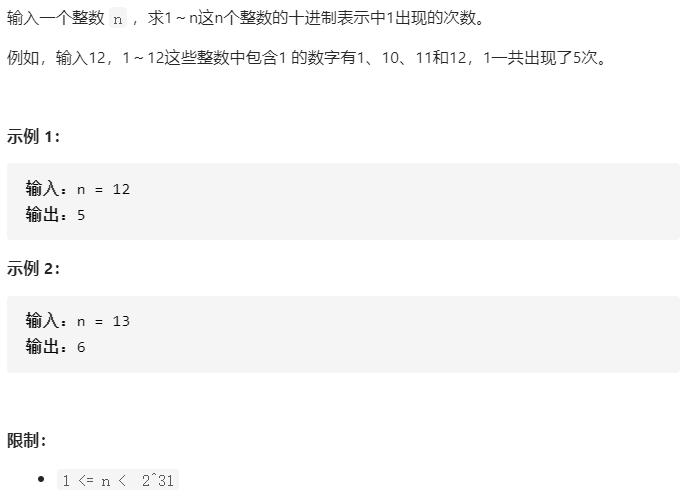 输入一个整数 n ，求1～n这n个整数的十进制表示中1出现的次数。
例如，输入12，1～12这些整数中包含1 的数字有1、10、11和12，1一共出现了5次。
示例 1：
输入：n = 12
输出：5
示例 2：
输入：n = 13
输出：6
限制：
1 <= n < 2^31